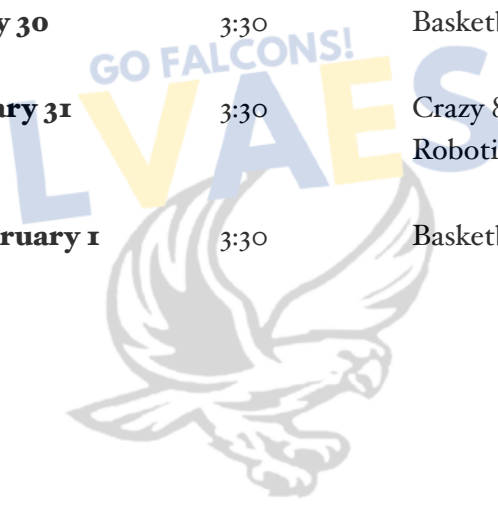 y 30 3:30 Basketb
GO FALCONS!
LVAES
ary 31 3:30 Crazy &
Roboti
ruary 1 3:30 Basketb